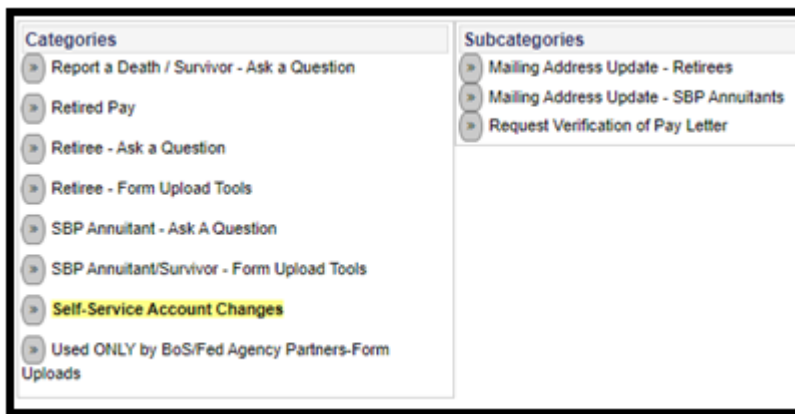 Categories
Report a Death / Survivor - Ask a Question
Retired Pay
Retiree - Ask a Question
Retiree - Form Upload Tools
SBP Annuitant - Ask A Question
SBP Annuitant/Survivor - Form Upload Tools
Self-Service Account Changes
Used ONLY by BoS/Fed Agency Partners-Form
Uploads
Subcategories
Mailing Address Update - Retirees
Mailing Address Update - SBP Annuitants
Request Verification of Pay Letter